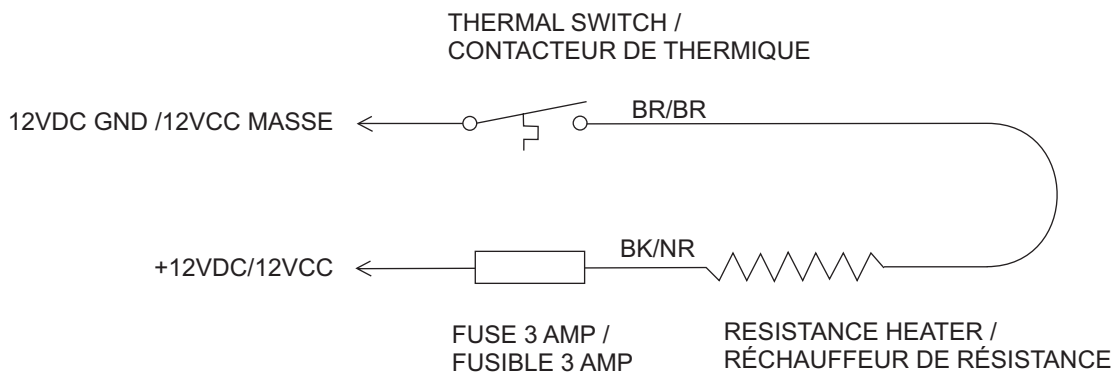 THERMAL SWITCH /
CONTACTEUR DE THERMIQUE
12VDC GND /12VCC MASSE
BR/BR
+12VDC/12VCC
BK/NR
FUSE 3 AMP /
FUSIBLE 3 AMP
RESISTANCE HEATER /
RÉCHAUFFEUR DE RÉSISTANCE